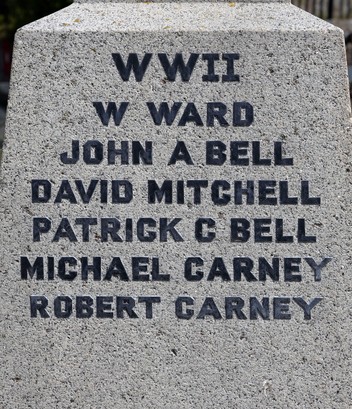 WWII
W WARD
JOHN A BELL
DAVID MITCHELL
PATRICK C BELL
MICHAEL CARNEY
ROBERT CARNEY